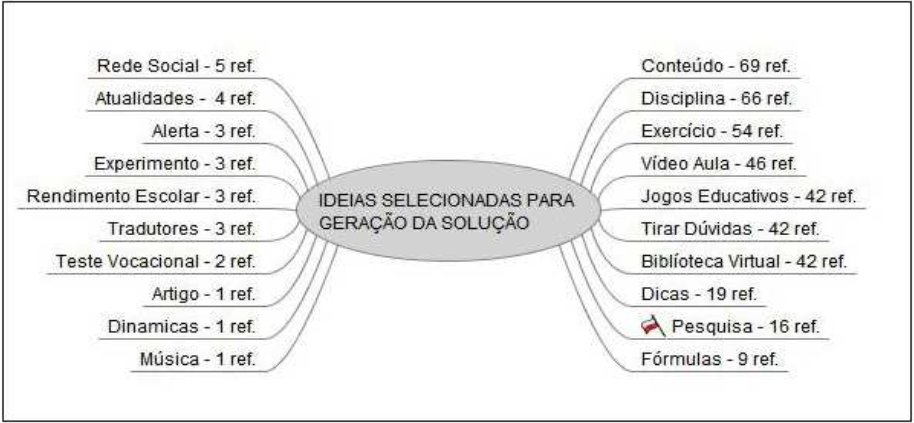 Rede Social - 5 ref.
Atualidades - 4 ref.
Alerta - 3 ref.
Experimento - 3 ref.
Rendimento Escolar - 3 ref.
Tradutores - 3 ref.
Teste Vocacional - 2 ref.
Artigo - 1 ref.
Dinamicas - 1 ref.
Música - 1 ref.
IDEIAS SELECIONADAS PARA
GERAÇÃO DA SOLUÇÃO
Conteúdo - 69 ref.
Disciplina - 66 ref.
Exercício - 54 ref.
Vídeo Aula - 46 ref.
Jogos Educativos - 42 ref.
Tirar Dúvidas - 42 ref.
Biblíoteca Virtual - 42 ref.
Dicas - 19 ref.
Pesquisa - 16 ref.
Fórmulas - 9 ref.